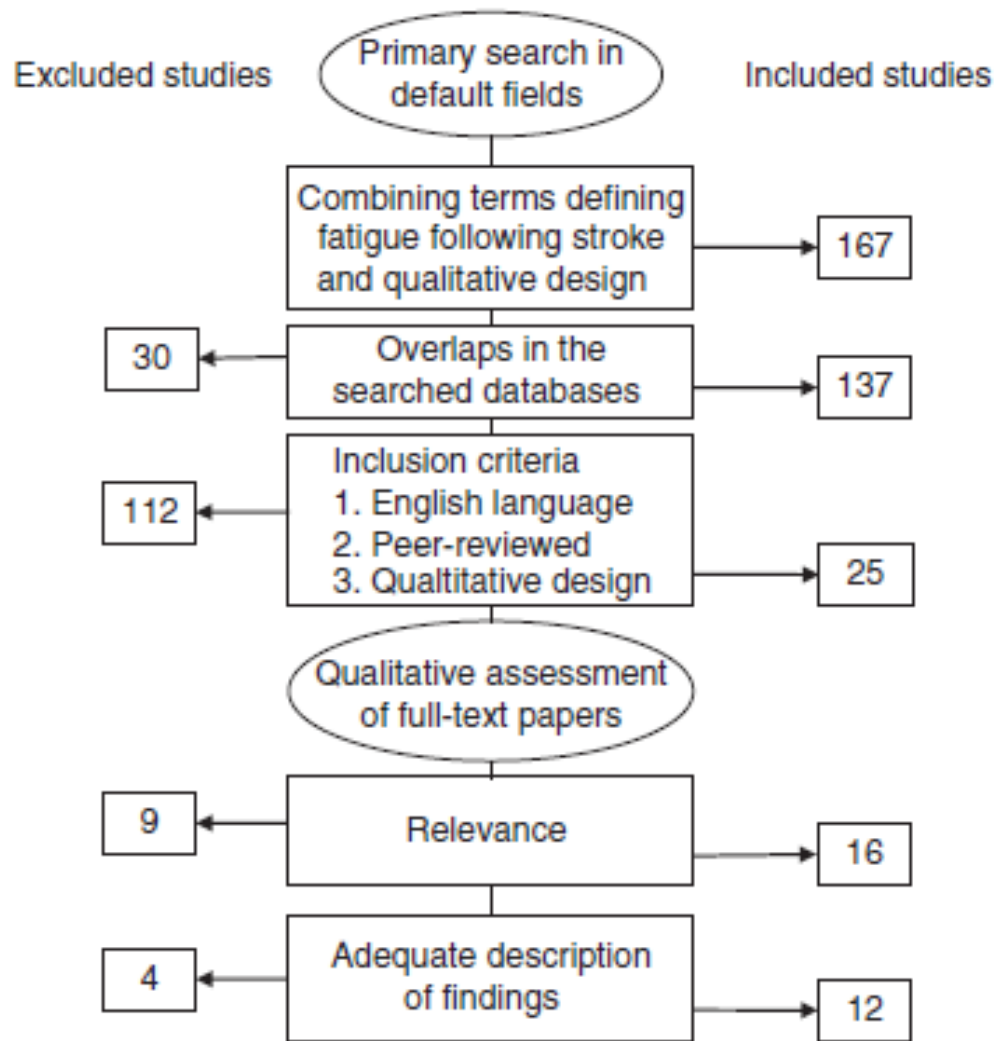 Excluded studies
Primary search in
default fields
Included studies
Combining terms defining
fatigue following stroke
and qualitative design
167
30
Overlaps in the
searched databases
137
112
Inclusion criteria
1. English language
2. Peer-reviewed
3. Qualtitative design
25
Qualitative assessment
of full-text papers
9
Relevance
16
4
Adequate description
of findings
12